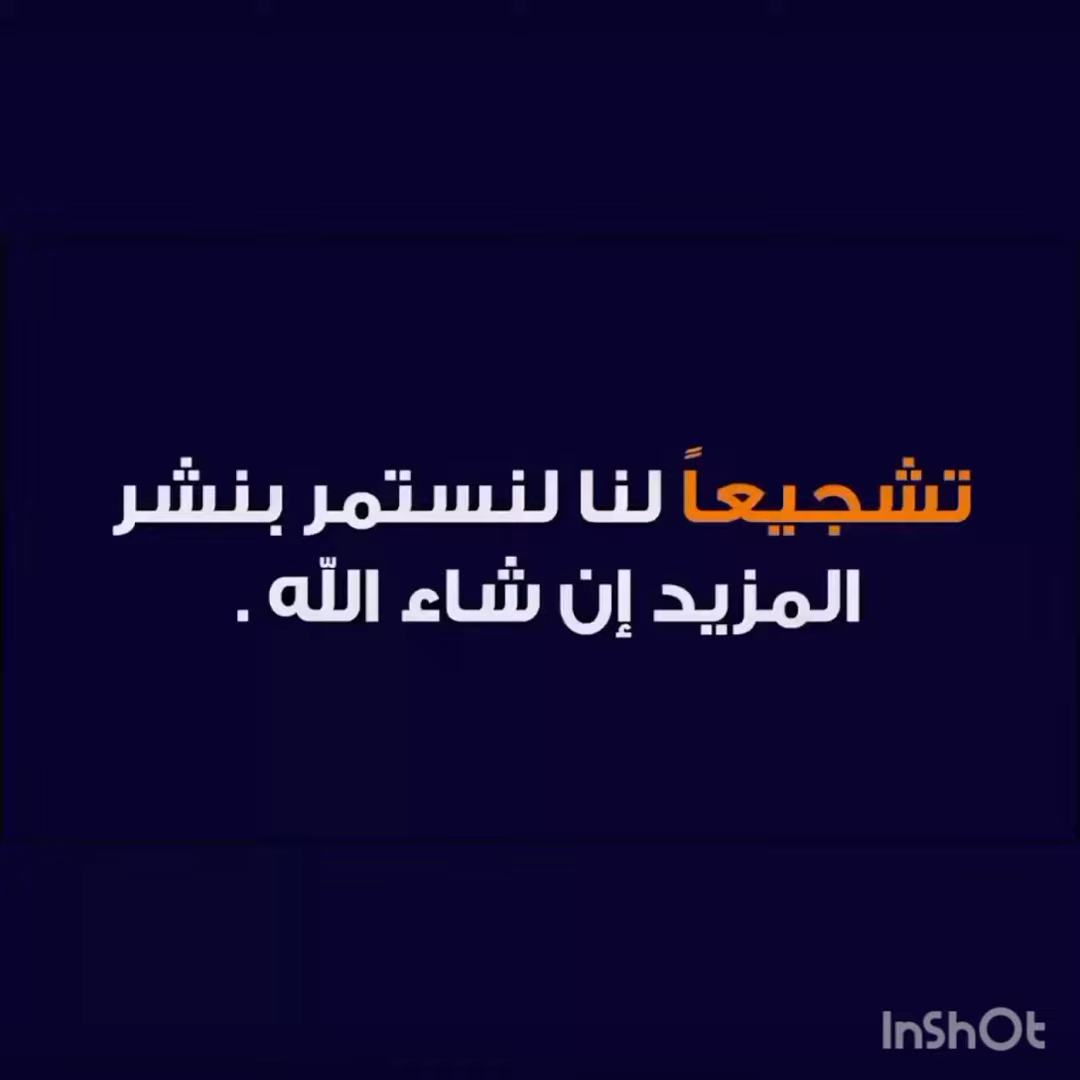 تشجيعاً لنا لنستمر بنشر
المزيد إن شاء الله .
InShOt